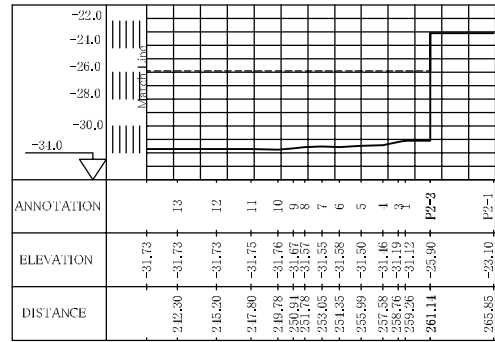 -22.0
-24.0
-26.0
-28.0
-30.0
-34.0
Match Line
ANNOTATION 13 12 11 10 9 8 7 6 5 4 3 1 P2-3 P2-1
ELEVATION -31.73 -31.73 -31.73 -31.75 -31.76 -31.67 -31.57 -31.55 -31.58 -31.50 -31.46 -31.19 -31.12 -25.90 -23.10
DISTANCE 242.30 245.20 247.80 249.78 250.94 251.78 253.05 254.35 255.99 257.58 258.76 259.26 261.14 265.85